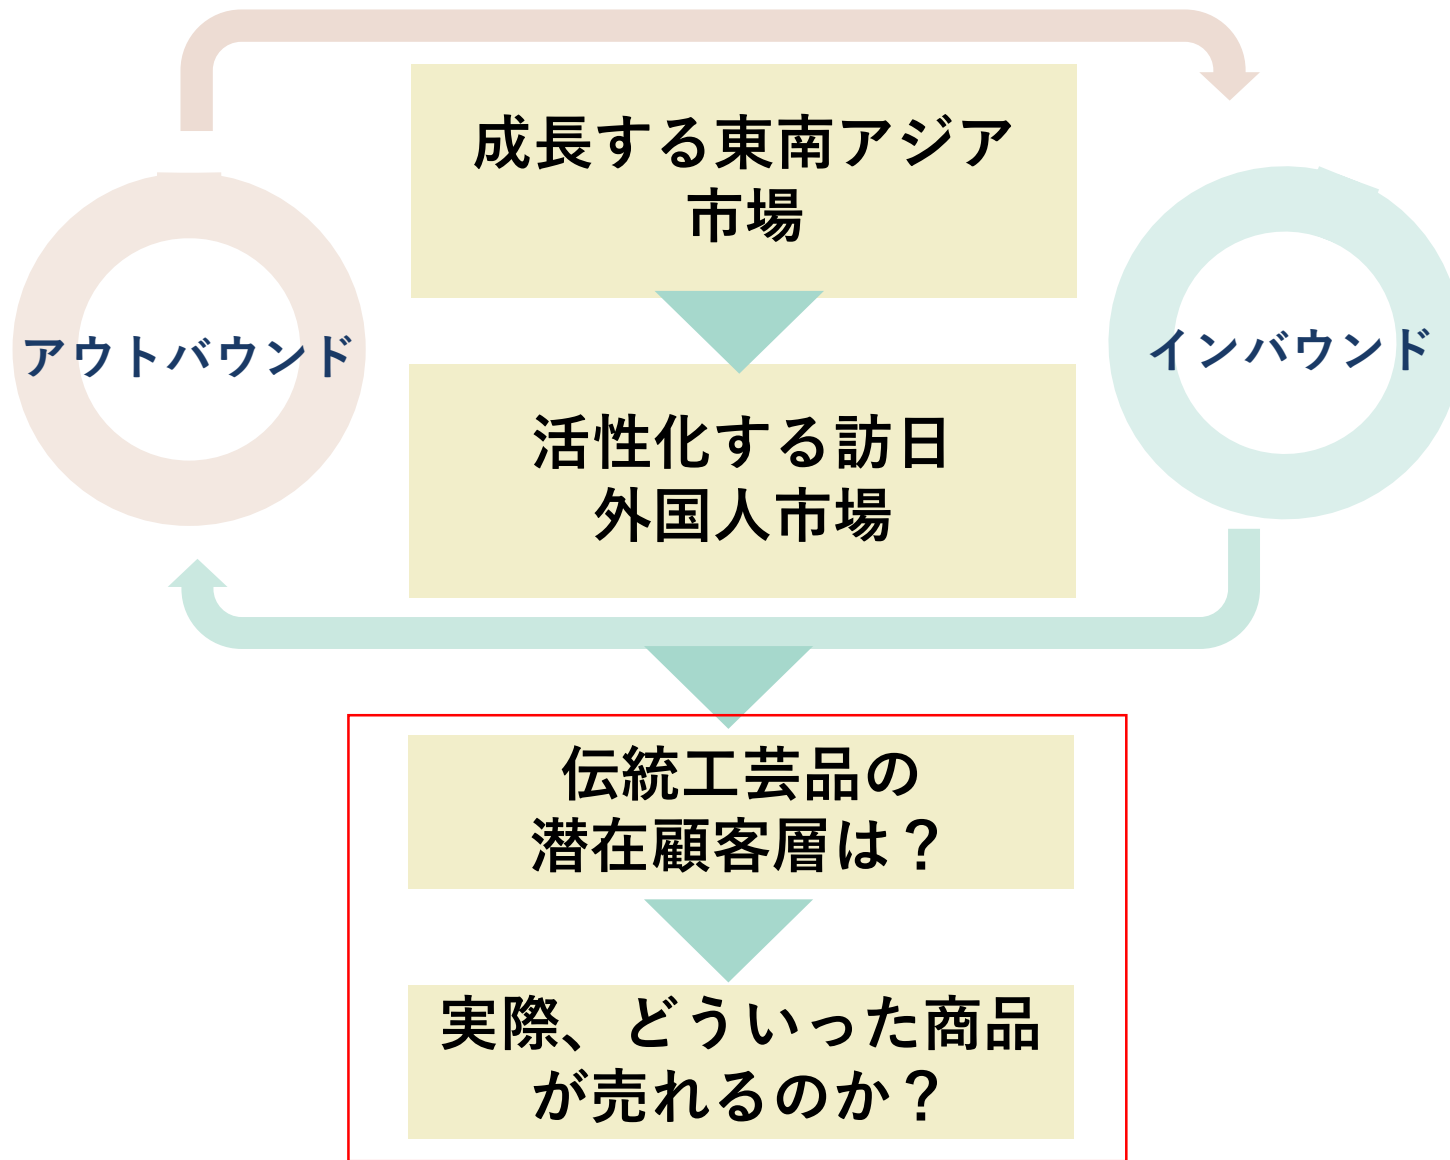 成長する東南アジア
市場
アウトバウンド
インバウンド
活性化する訪日
外国人市場
伝統工芸品の
潜在顧客層は？
実際、どういった商品
が売れるのか？